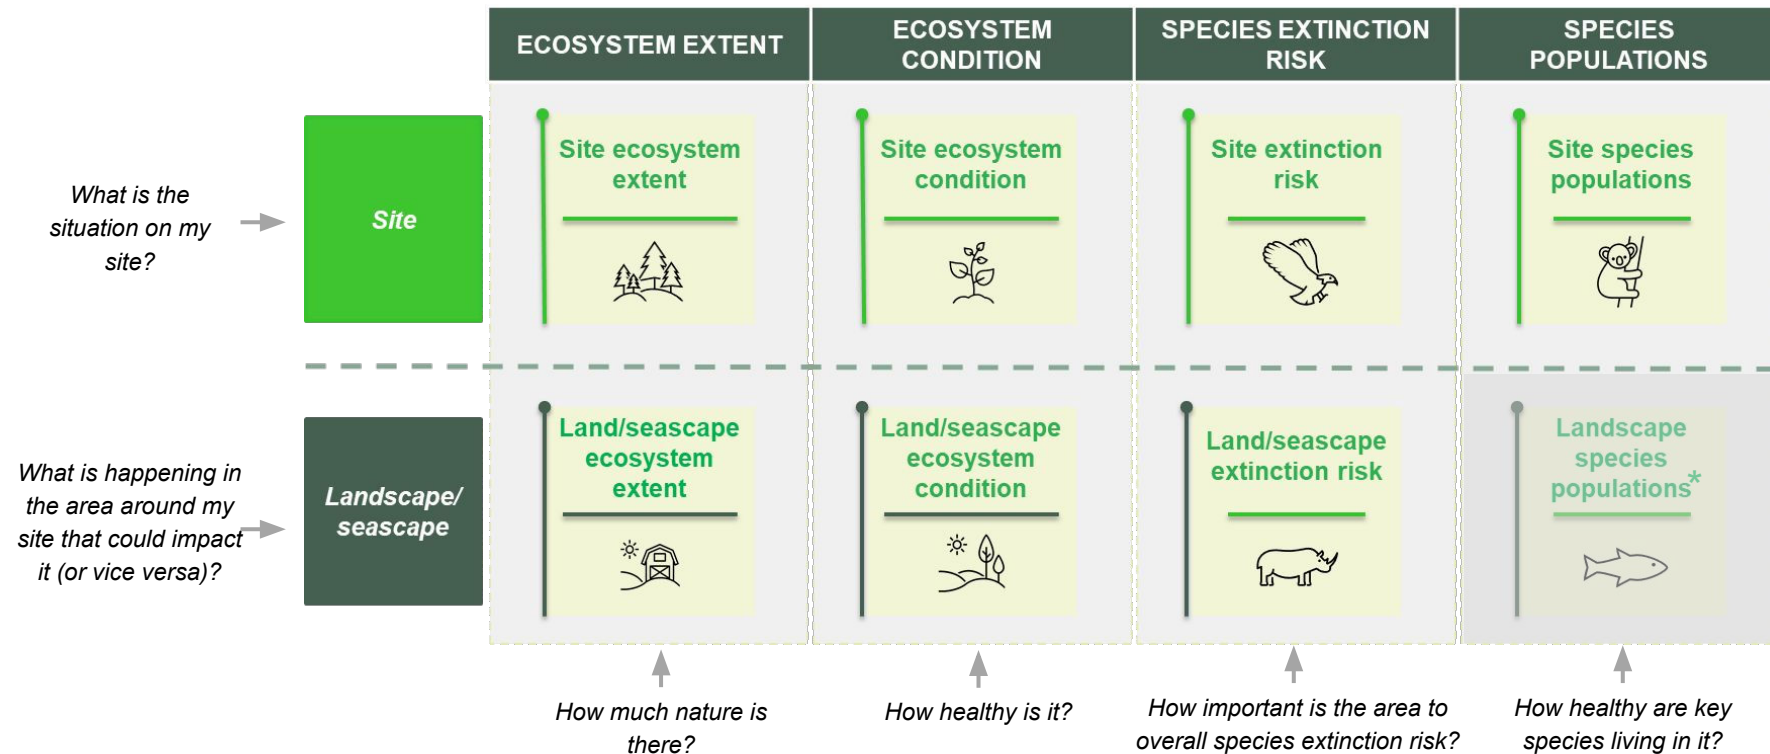 ECOSYSTEM EXTENT
ECOSYSTEM
CONDITION
SPECIES EXTINCTION
RISK
SPECIES
POPULATIONS
What is the
situation on my
site?
Site
Site ecosystem
extent
Site ecosystem
condition
Site extinction
risk
Site species
populations
What is happening in
the area around my
site that could impact
it (or vice versa)?
Landscape/
seascape
Land/seascape
ecosystem
extent
Land/seascape
ecosystem
condition
Land/seascape
extinction risk
Landscape
species
populations*
How much nature is
there?
How healthy is it?
How important is the area to
overall species extinction risk?
How healthy are key
species living in it?